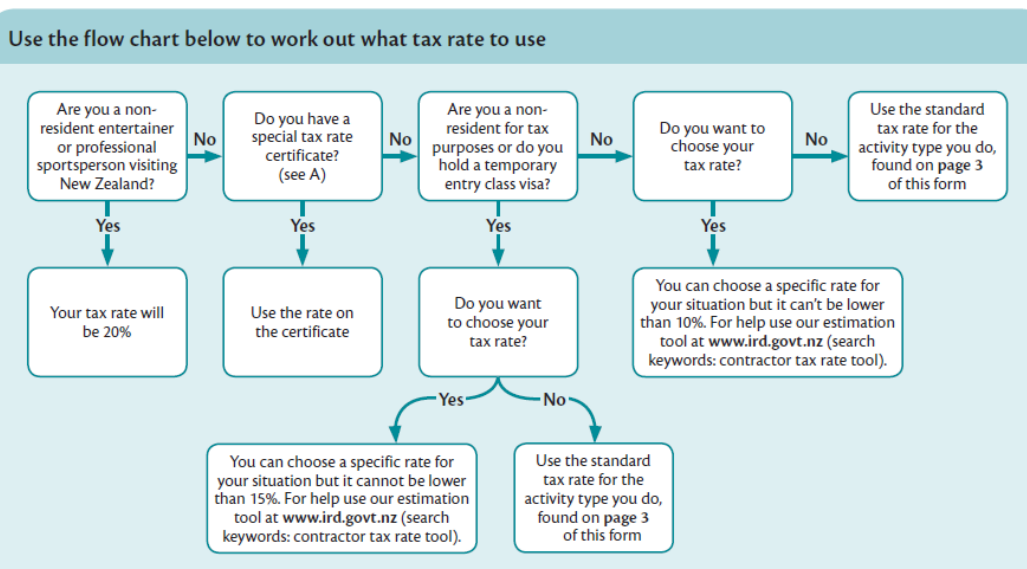 Use the flow chart below to work out what tax rate to use
Are you a non-
resident entertainer
or professional
sportsperson visiting
New Zealand?
No
Do you have a
special tax rate
certificate?
(see A)
No
Are you a non-
resident for tax
purposes or do you
hold a temporary
entry class visa?
No
Do you want to
choose your
tax rate?
No
Use the standard
tax rate for the
activity type you do,
found on page 3
of this form
Yes
Yes
Yes
Yes
Your tax rate will
be 20%
Use the rate on
the certificate
Do you want
to choose your
tax rate?
You can choose a specific rate for
your situation but it can't be lower
than 10%. For help use our estimation
tool at www.ird.govt.nz (search
keywords: contractor tax rate tool).
Yes
No
You can choose a specific rate for
your situation but it cannot be lower
than 15%. For help use our estimation
tool at www.ird.govt.nz (search
keywords: contractor tax rate tool).
Use the standard
tax rate for the
activity type you do,
found on page 3
of this form